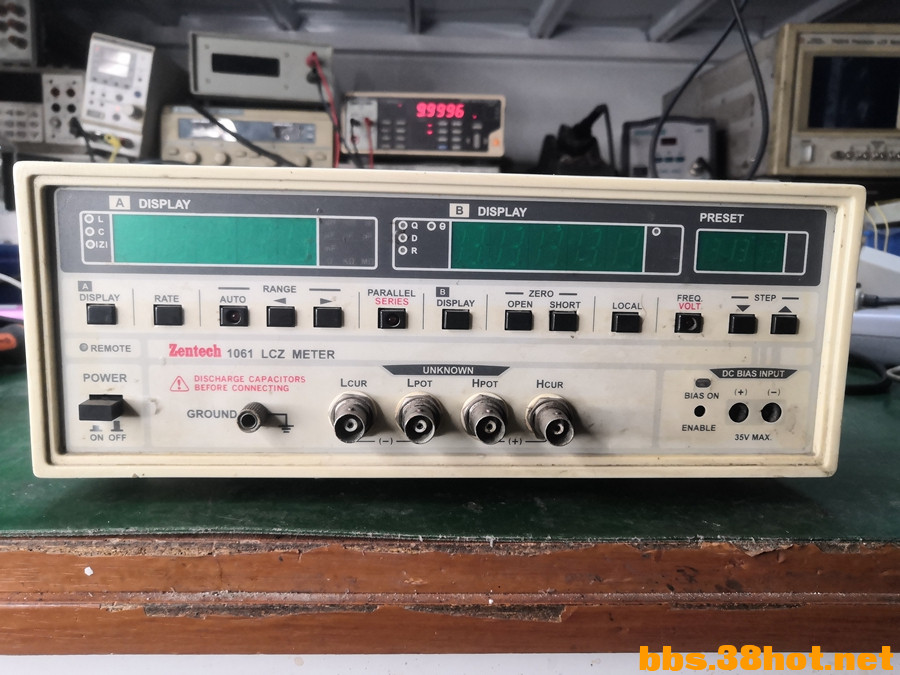 99996
A DISPLAY
B DISPLAY
PRESET
L
C
IZI
Q
D
R
θ
A
DISPLAY
RATE
AUTO
RANGE
PARALLEL
SERIES
B
DISPLAY
ZERO
OPEN SHORT
LOCAL
FREQ.
VOLT.
STEP
REMOTE
Zentech 1061 LCZ METER
POWER
ON OFF
DISCHARGE CAPACITORS
BEFORE CONNECTING
GROUND
UNKNOWN
LCUR LPOT HPOT HCUR
(−) (+)
DC BIAS INPUT
BIAS ON
(+) (−)
ENABLE
35V MAX.
bbs.38hot.net